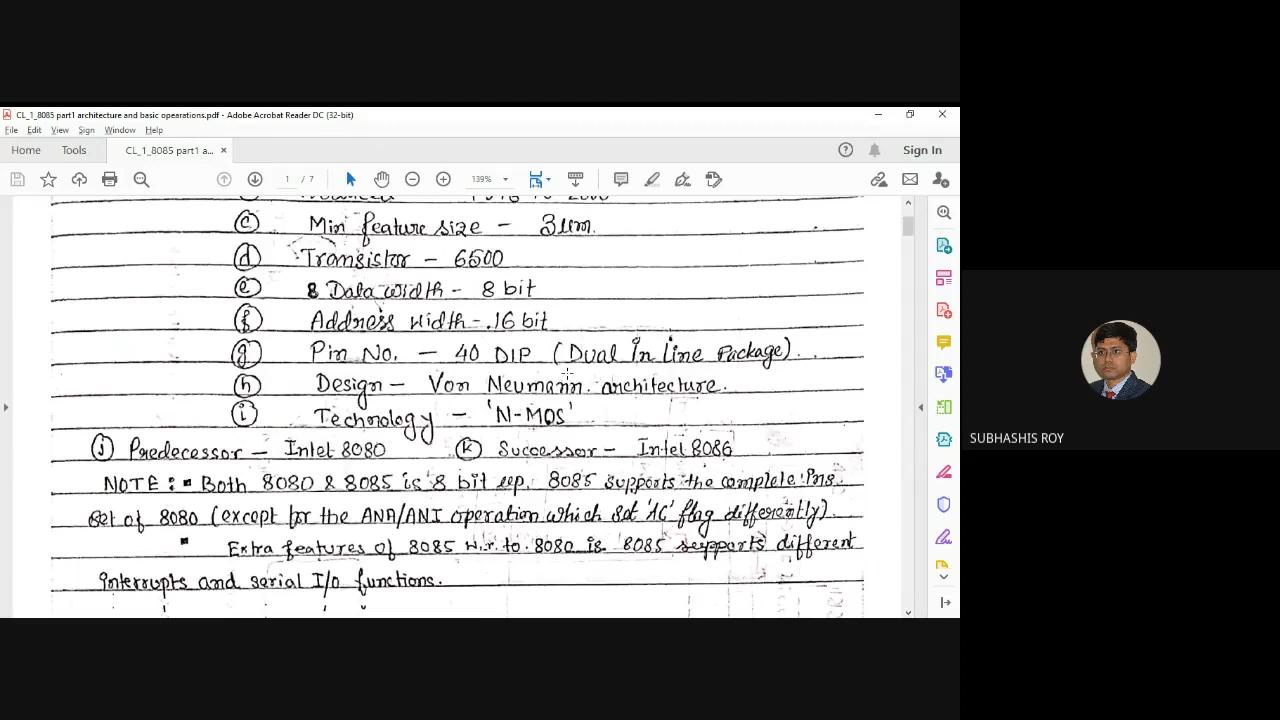 CL_1_8085 part1 architecture and basic opearations.pdf - Adobe Acrobat Reader DC (32-bit)
File Edit View Sign Window Help
Home Tools CL_1_8085 part1 a... × Sign In
1 / 7 139%
(c) Min feature size - 3um.
(d) Transistor - 6500
(e) 8 Data width - 8 bit
(f) Address width - 16 bit
(g) Pin No. - 40 DIP (Dual In Line Package).
(h) Design - Von Neumann architecture.
(i) Technology - 'N-MOS'
(j) Predecessor - Inlet 8080 (k) Successor - Intel 8086
NOTE: Both 8080 & 8085 is 8 bit up. 8085 supports the complete Ins.
Set of 8080 (except for the ANA/ANI operation which set 'AC' flag differently).
Extra features of 8085 w.r.to. 8080 is 8085 supports different
interrupts and serial I/O functions.
SUBHASHIS ROY